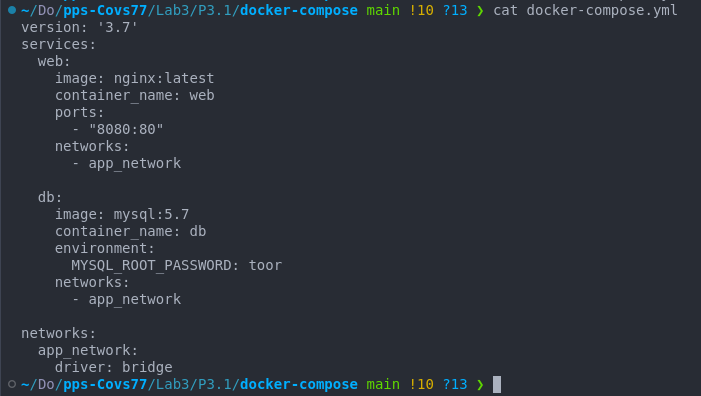 ~/Do/pps-Covs77/Lab3/P3.1/docker-compose main !10 ?13 ❯ cat docker-compose.yml
version: '3.7'
services:
  web:
    image: nginx:latest
    container_name: web
    ports:
      - "8080:80"
    networks:
      - app_network

  db:
    image: mysql:5.7
    container_name: db
    environment:
      MYSQL_ROOT_PASSWORD: toor
    networks:
      - app_network

networks:
  app_network:
    driver: bridge
~/Do/pps-Covs77/Lab3/P3.1/docker-compose main !10 ?13 ❯